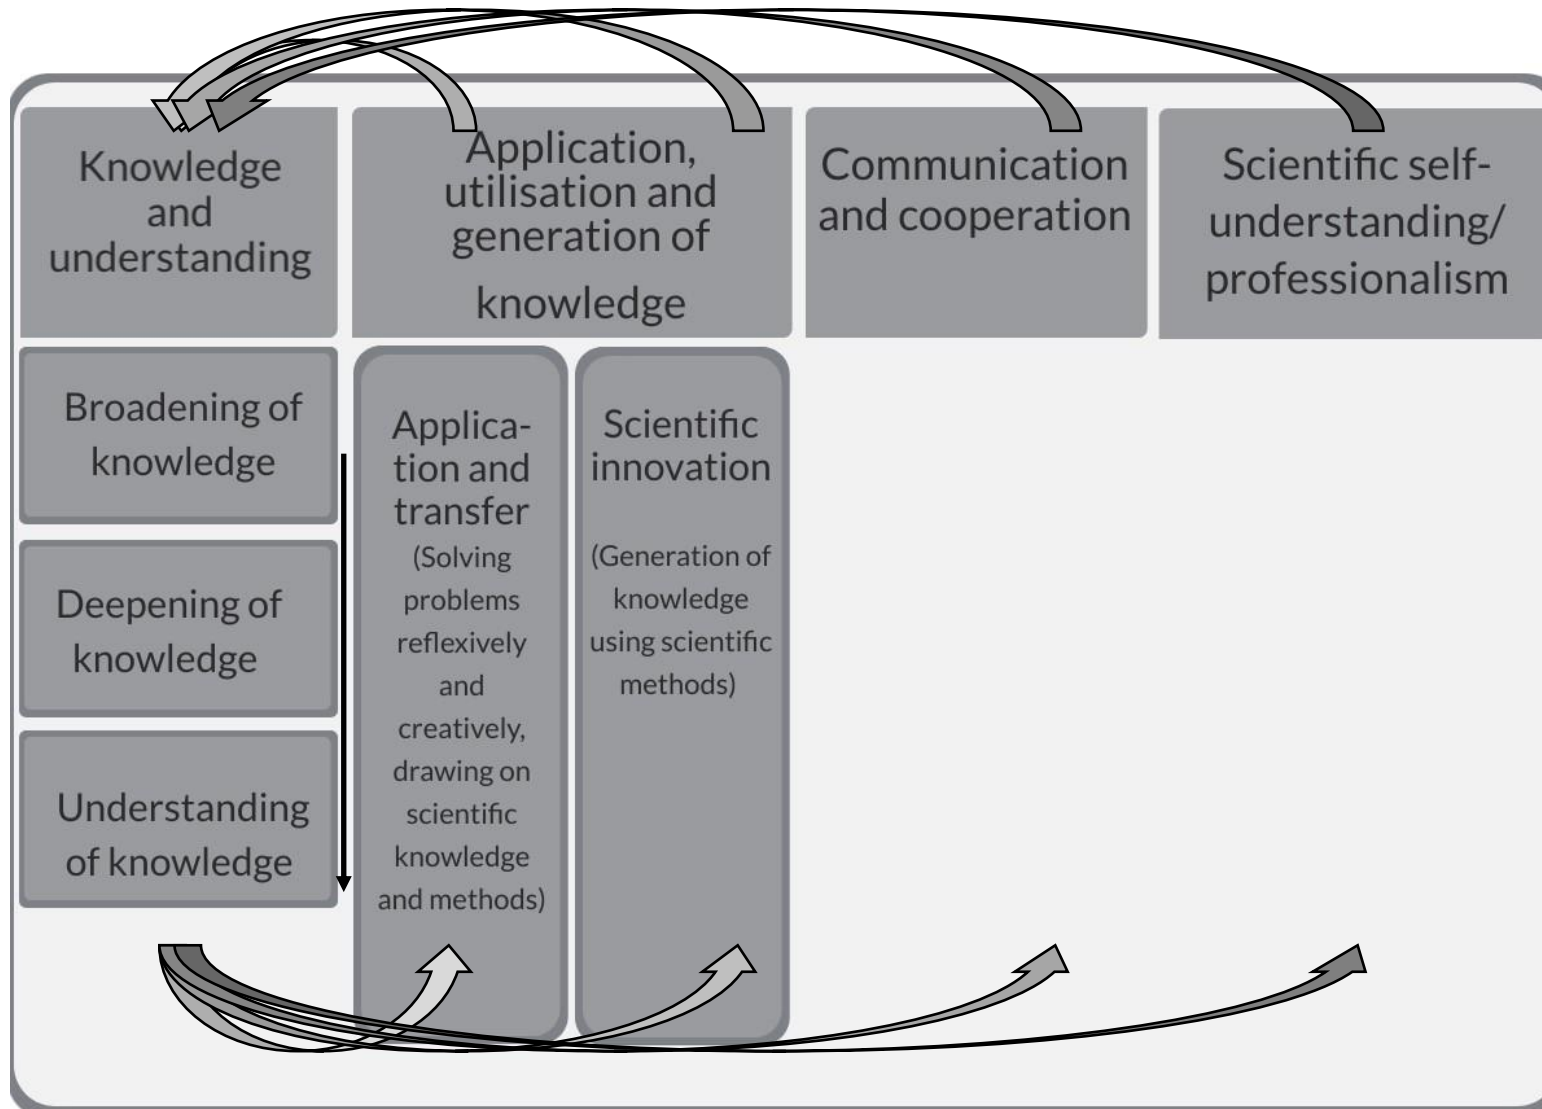 Knowledge
and
understanding
Application,
utilisation and
generation of
knowledge
Communication
and cooperation
Scientific self-
understanding/
professionalism
Broadening of
knowledge
Deepening of
knowledge
Understanding
of knowledge
Applica-
tion and
transfer
(Solving
problems
reflexively
and
creatively,
drawing on
scientific
knowledge
and methods)
Scientific
innovation
(Generation of
knowledge
using scientific
methods)